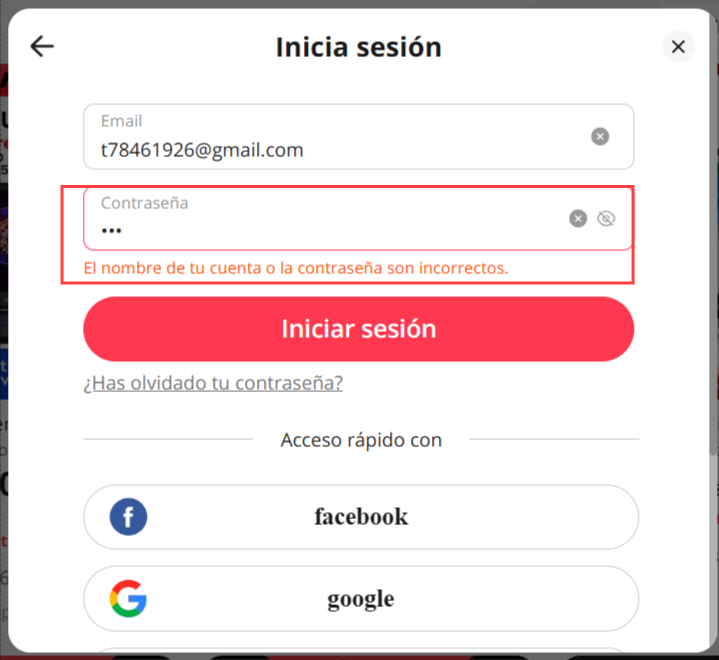 Inicia sesión
Email
t78461926@gmail.com
Contraseña
•••
El nombre de tu cuenta o la contraseña son incorrectos.
Iniciar sesión
¿Has olvidado tu contraseña?
Acceso rápido con
facebook
google